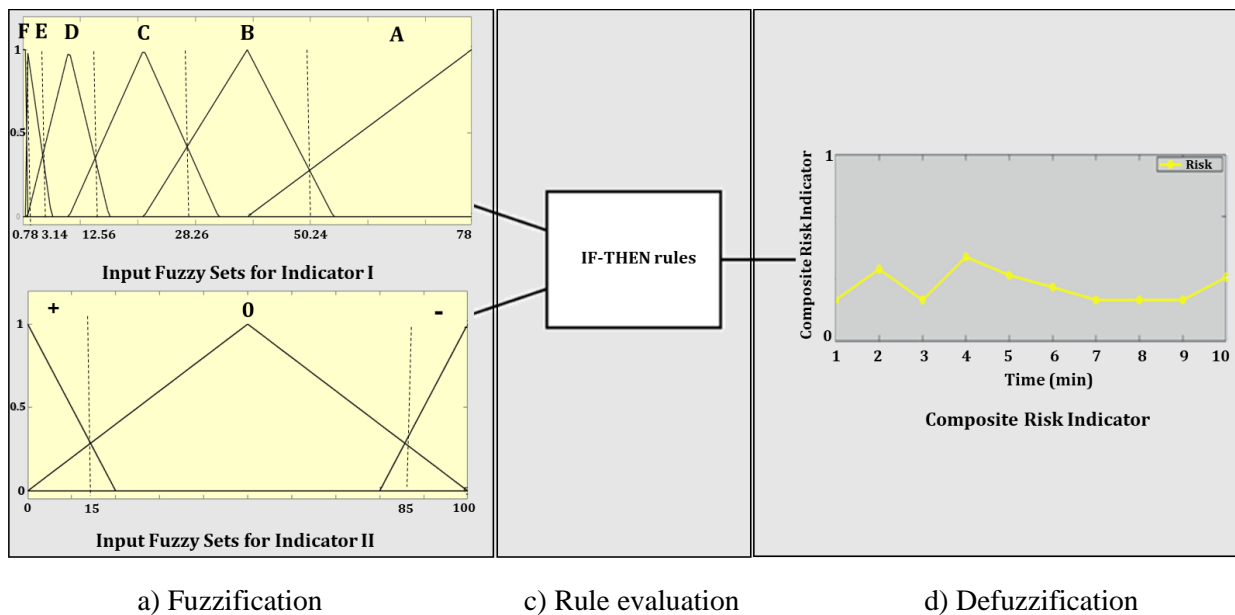 F E D C B A
1
0.5
0
0.78 3.14 12.56 28.26 50.24 78
Input Fuzzy Sets for Indicator I
+ 0 -
1
0.5
0
0 15 85 100
Input Fuzzy Sets for Indicator II
IF-THEN rules
1
Risk
Composite Risk Indicator
0
1 2 3 4 5 6 7 8 9 10
Time (min)
Composite Risk Indicator
a) Fuzzification c) Rule evaluation d) Defuzzification